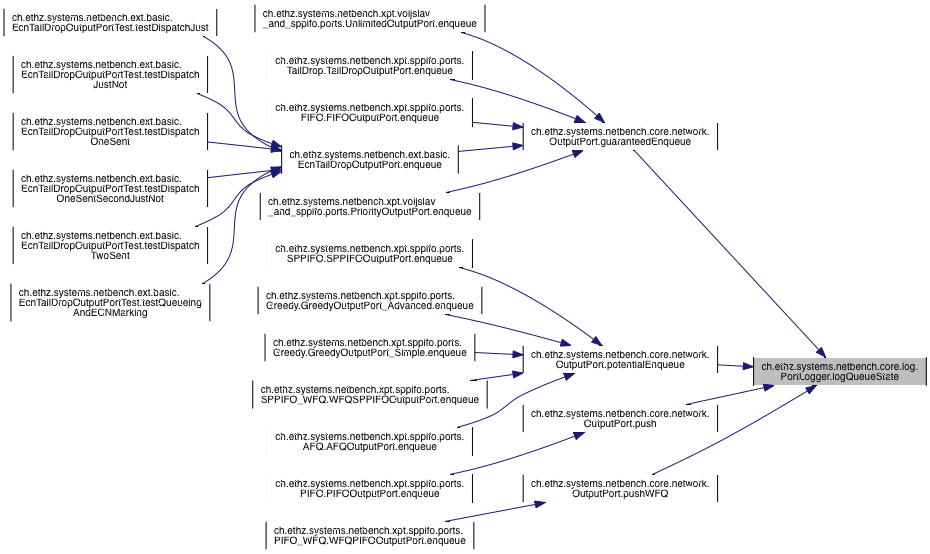 ch.ethz.systems.netbench.ext.basic.
EcnTailDropOutputPortTest.testDispatchJust
ch.ethz.systems.netbench.ext.basic.
EcnTailDropOutputPortTest.testDispatch
JustNot
ch.ethz.systems.netbench.ext.basic.
EcnTailDropOutputPortTest.testDispatch
OneSent
ch.ethz.systems.netbench.ext.basic.
EcnTailDropOutputPortTest.testDispatch
OneSentSecondJustNot
ch.ethz.systems.netbench.ext.basic.
EcnTailDropOutputPortTest.testDispatch
TwoSent
ch.ethz.systems.netbench.ext.basic.
EcnTailDropOutputPortTest.testQueueing
AndECNMarking
ch.ethz.systems.netbench.xpt.voijslav
_and_sppifo.ports.UnlimitedOutputPort.enqueue
ch.ethz.systems.netbench.xpt.sppifo.ports.
TailDrop.TailDropOutputPort.enqueue
ch.ethz.systems.netbench.xpt.sppifo.ports.
FIFO.FIFOOutputPort.enqueue
ch.ethz.systems.netbench.ext.basic.
EcnTailDropOutputPort.enqueue
ch.ethz.systems.netbench.xpt.voijslav
_and_sppifo.ports.PriorityOutputPort.enqueue
ch.ethz.systems.netbench.xpt.sppifo.ports.
SPPIFO.SPPIFOOutputPort.enqueue
ch.ethz.systems.netbench.xpt.sppifo.ports.
Greedy.GreedyOutputPort_Advanced.enqueue
ch.ethz.systems.netbench.xpt.sppifo.ports.
Greedy.GreedyOutputPort_Simple.enqueue
ch.ethz.systems.netbench.xpt.sppifo.ports.
SPPIFO_WFQ.WFQSPPIFOOutputPort.enqueue
ch.ethz.systems.netbench.xpt.sppifo.ports.
AFQ.AFQOutputPort.enqueue
ch.ethz.systems.netbench.xpt.sppifo.ports.
PIFO.PIFOOutputPort.enqueue
ch.ethz.systems.netbench.xpt.sppifo.ports.
PIFO_WFQ.WFQPIFOOutputPort.enqueue
ch.ethz.systems.netbench.core.network.
OutputPort.guaranteedEnqueue
ch.ethz.systems.netbench.core.network.
OutputPort.potentialEnqueue
ch.ethz.systems.netbench.core.network.
OutputPort.push
ch.ethz.systems.netbench.core.network.
OutputPort.pushWFQ
ch.ethz.systems.netbench.core.log.
PortLogger.logQueueState